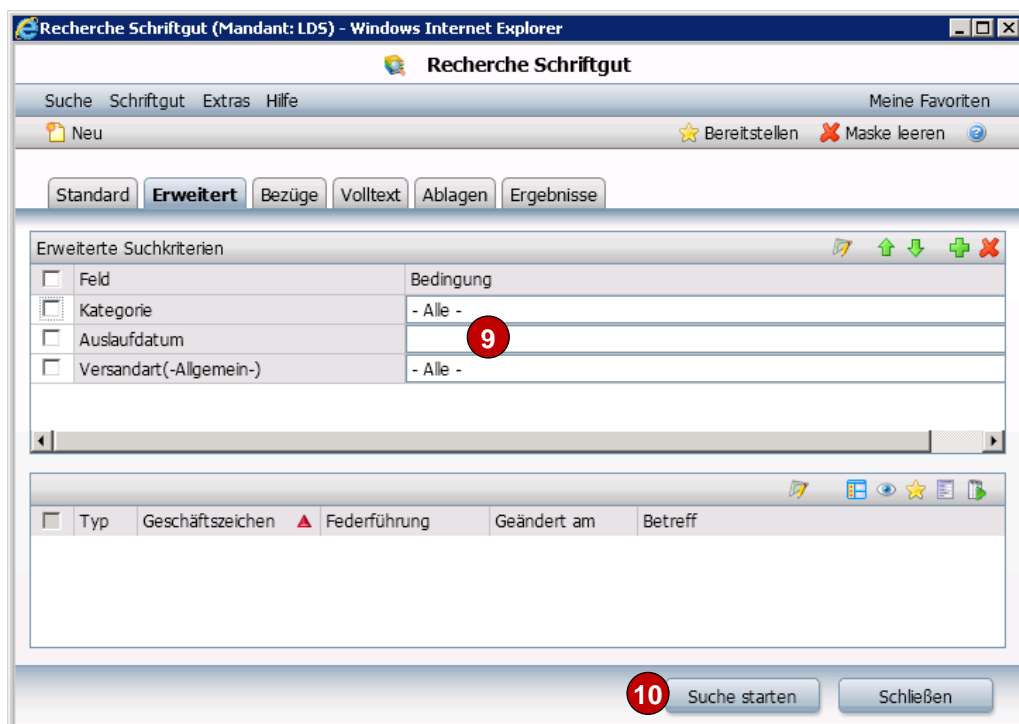 Recherche Schriftgut (Mandant: LDS) - Windows Internet Explorer
Recherche Schriftgut
Suche Schriftgut Extras Hilfe Meine Favoriten
Neu Bereitstellen Maske leeren ?
Standard Erweitert Bezüge Volltext Ablagen Ergebnisse
Erweiterte Suchkriterien
Feld Bedingung
Kategorie - Alle -
Auslaufdatum 9
Versandart(-Allgemein-) - Alle -
Typ Geschäftszeichen Federführung Geändert am Betreff
10 Suche starten Schließen